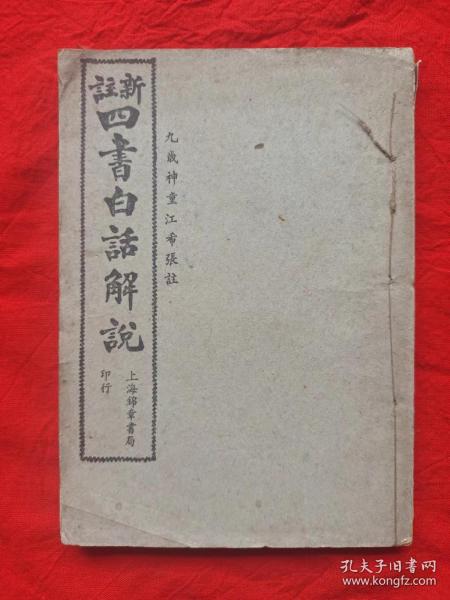 九歲神童江希張註
新註
四書白話解說
上海錦章書局
印行
孔夫子旧书网
www.kongfz.com